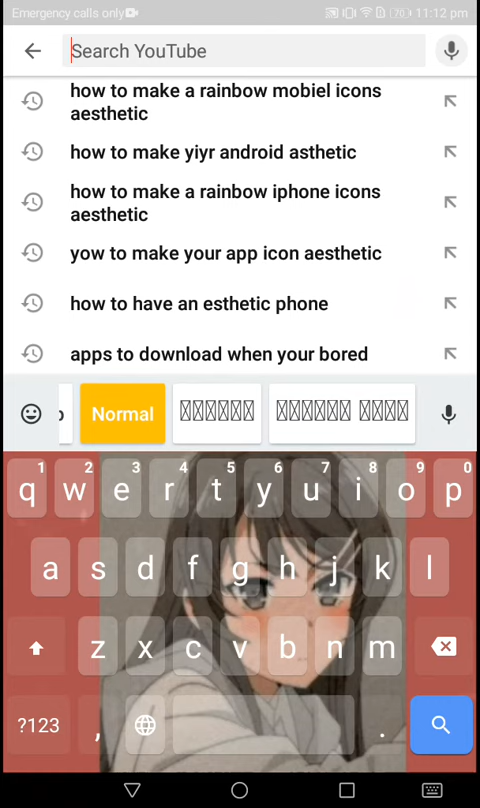 Emergency calls only
70
11:12 pm
Search YouTube
how to make a rainbow mobiel icons
aesthetic
how to make yiyr android asthetic
how to make a rainbow iphone icons
aesthetic
yow to make your app icon aesthetic
how to have an esthetic phone
apps to download when your bored
Normal
1 2 3 4 5 6 7 8 9 0
q w e r t y u i o p
a s d f g h j k l
z x c v b n m
?123 , .